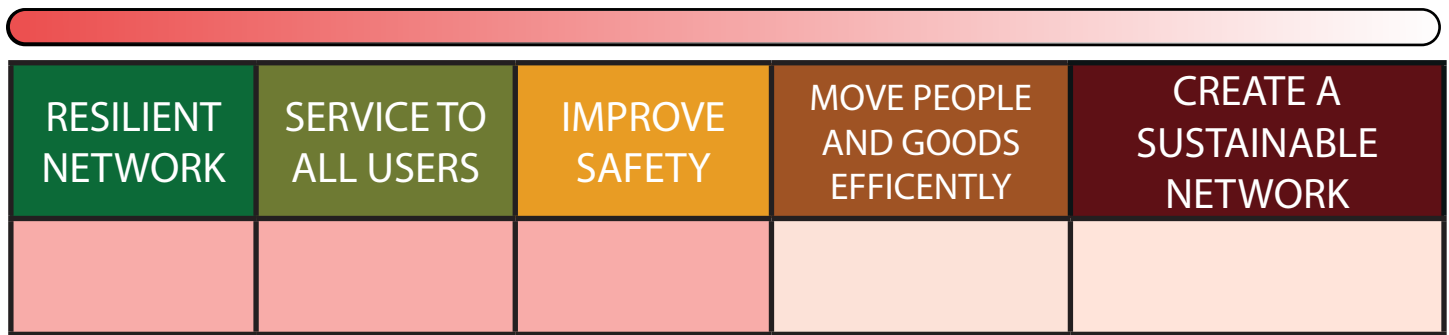 RESILIENT
NETWORK
SERVICE TO
ALL USERS
IMPROVE
SAFETY
MOVE PEOPLE
AND GOODS
EFFICENTLY
CREATE A
SUSTAINABLE
NETWORK